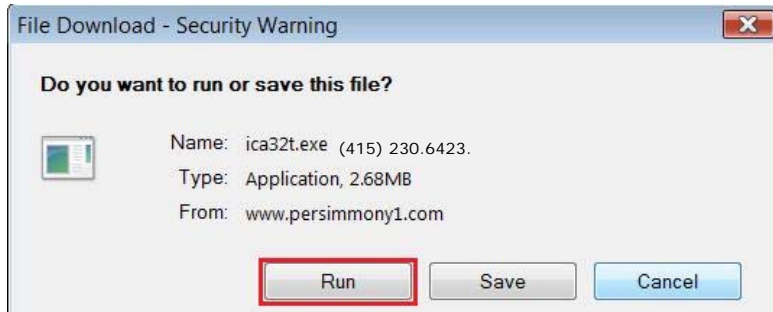 File Download - Security Warning
Do you want to run or save this file?
Name: ica32t.exe (415) 230.6423.
Type: Application, 2.68MB
From: www.persimmony1.com
Run Save Cancel